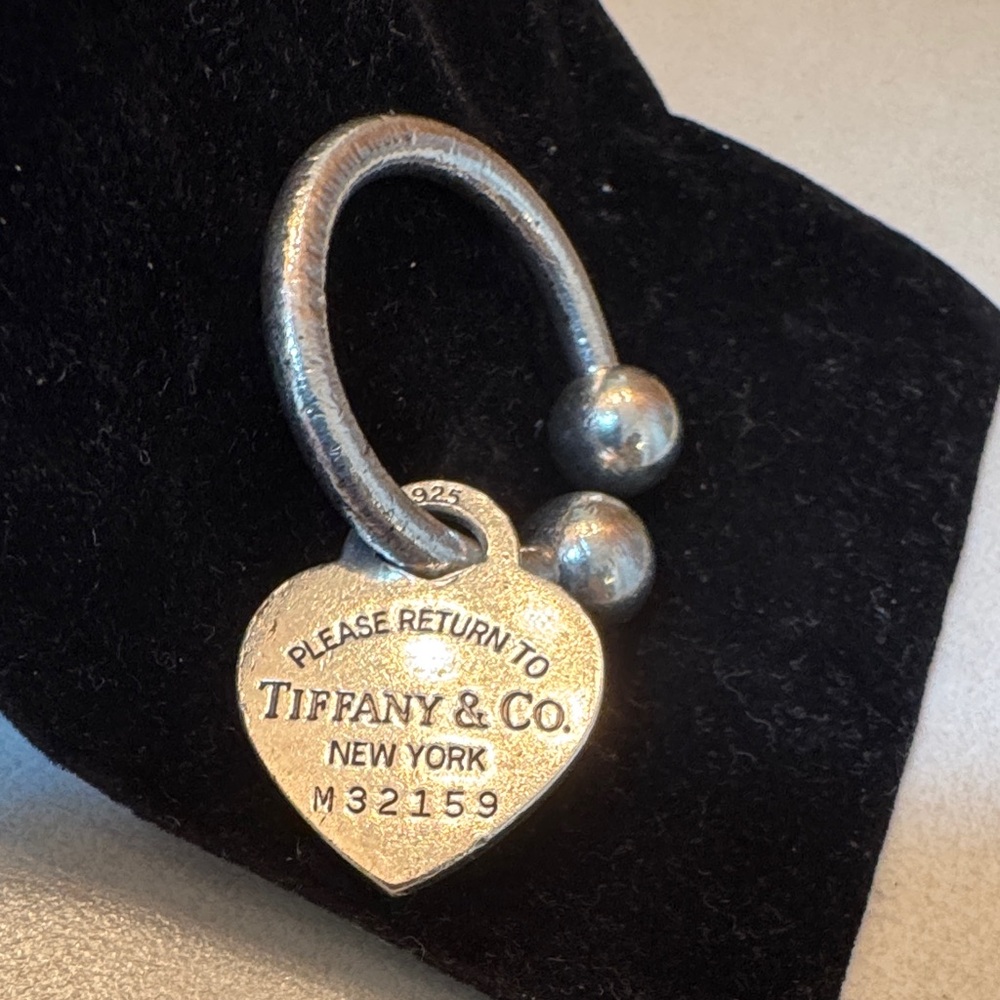 925
PLEASE RETURN TO
TIFFANY & CO.
NEW YORK
M32159